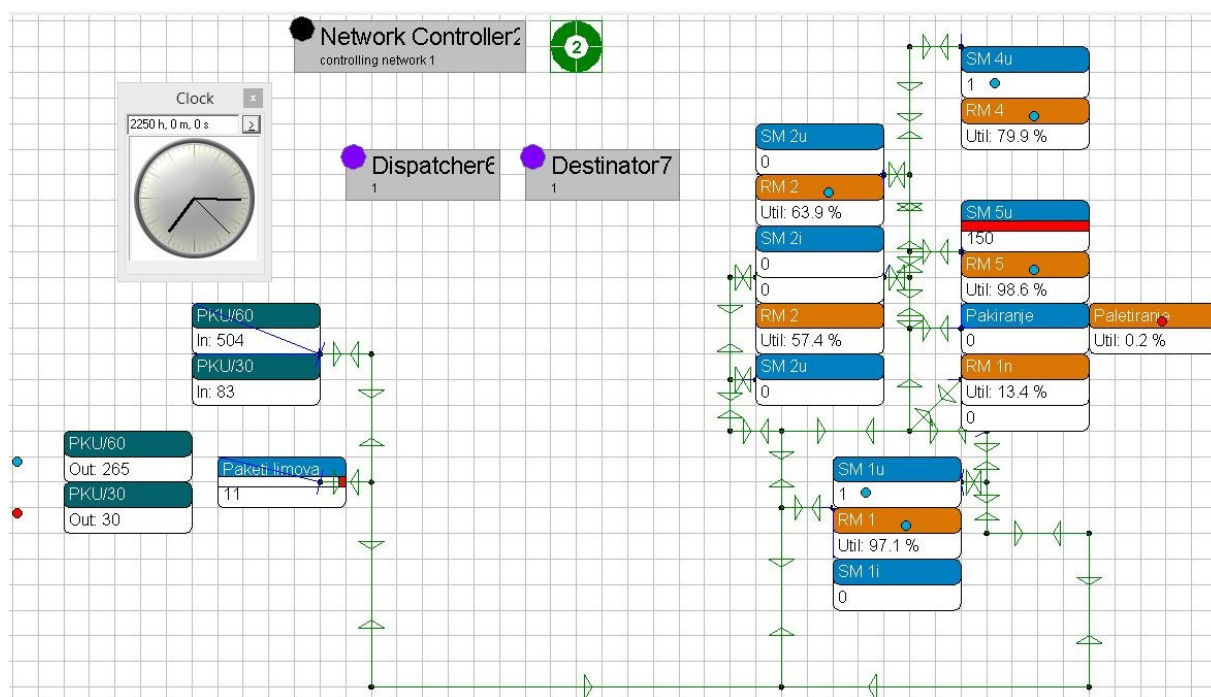 Network Controller2
controlling network 1
2
Clock
2250 h, 0 m, 0 s
>
x
Dispatcher6
1
Destinator7
1
SM 4u
1
RM 4
Util: 79.9 %
SM 2u
0
RM 2
Util: 63.9 %
SM 2i
0
0
RM 2
Util: 57.4 %
SM 2u
0
SM 5u
150
RM 5
Util: 98.6 %
Pakiranje
0
Paletiranje
Util: 0.2 %
RM 1n
Util: 13.4 %
0
PKU/60
In: 504
PKU/30
In: 83
PKU/60
Out: 265
PKU/30
Out: 30
Paketi limova
11
SM 1u
1
RM 1
Util: 97.1 %
SM 1i
0